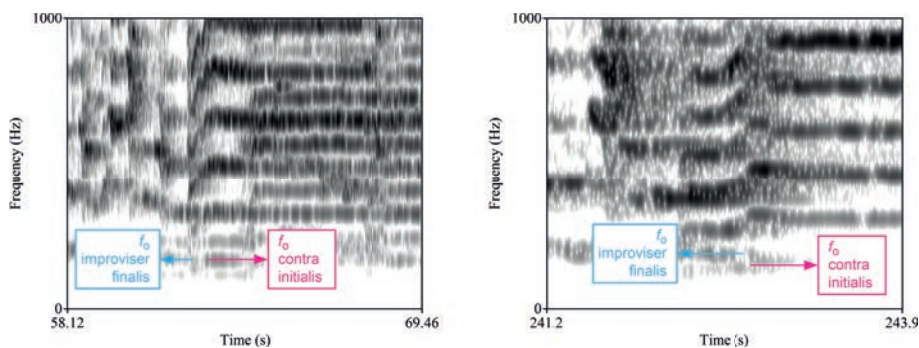 1000
Frequency (Hz)
fo
improviser
finalis
fo
contra
initialis
0
58.12
69.46
Time (s)
1000
Frequency (Hz)
fo
improviser
finalis
fo
contra
initialis
0
241.2
243.9
Time (s)